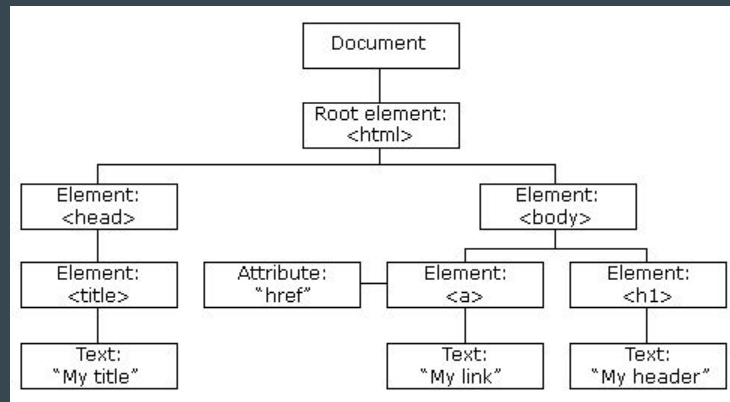 Document
Root element:
<html>
Element:
<head>
Element:
<body>
Element:
<title>
Attribute:
"href"
Element:
<a>
Element:
<h1>
Text:
"My title"
Text:
"My link"
Text:
"My header"